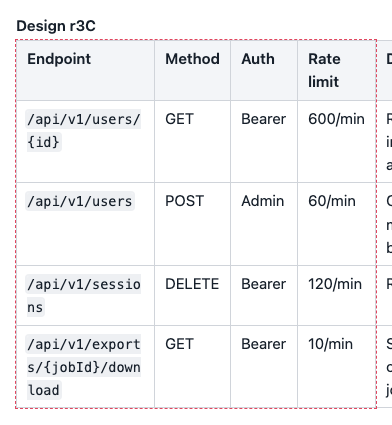 Design r3C
Endpoint Method Auth Rate
limit
/api/v1/users/ GET Bearer 600/min
{id}
/api/v1/users POST Admin 60/min
/api/v1/sessio DELETE Bearer 120/min
ns
/api/v1/export GET Bearer 10/min
s/{jobId}/down
load